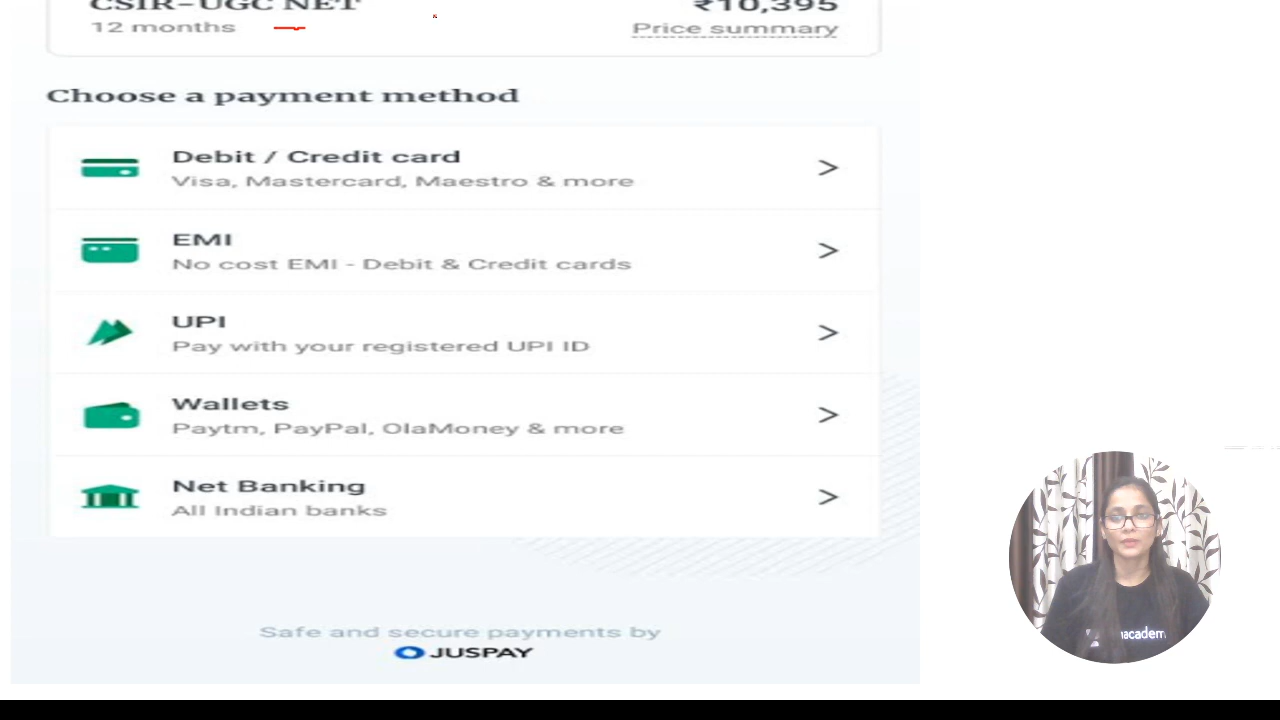 CSIR-UGC NET
₹10,395
12 months
Price summary
Choose a payment method
Debit / Credit card
Visa, Mastercard, Maestro & more
EMI
No cost EMI - Debit & Credit cards
UPI
Pay with your registered UPI ID
Wallets
Paytm, PayPal, OlaMoney & more
Net Banking
All Indian banks
Safe and secure payments by
JUSPAY